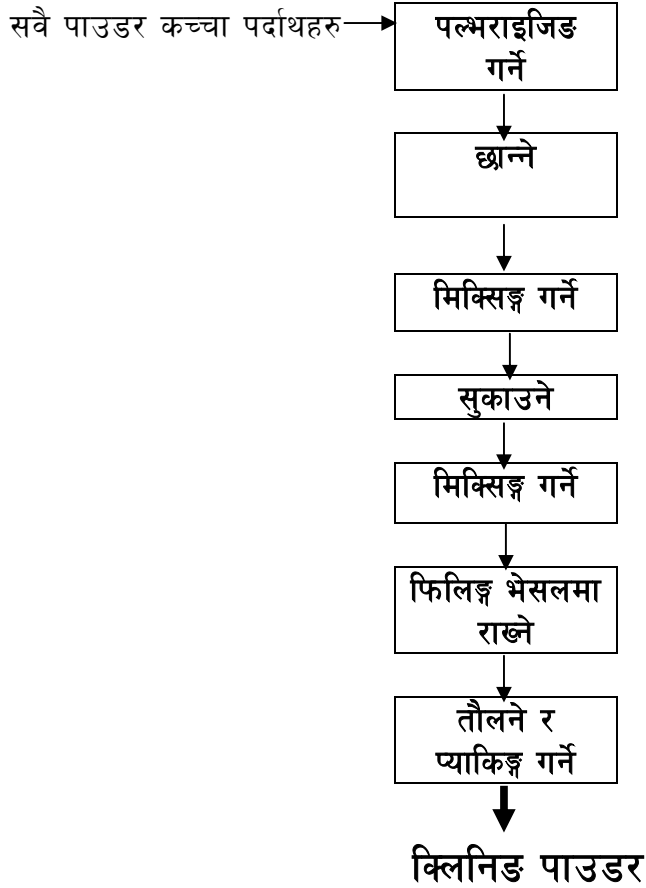 सवै पाउडर कच्चा पर्दाथहरु
पल्भराइजिङ
गर्ने
छान्ने
मिक्सिङ्ग गर्ने
सुकाउने
मिक्सिङ्ग गर्ने
फिलिङ्ग भेसलमा
राख्ने
तौलने र
प्याकिङ्ग गर्ने
क्लिनिङ पाउडर